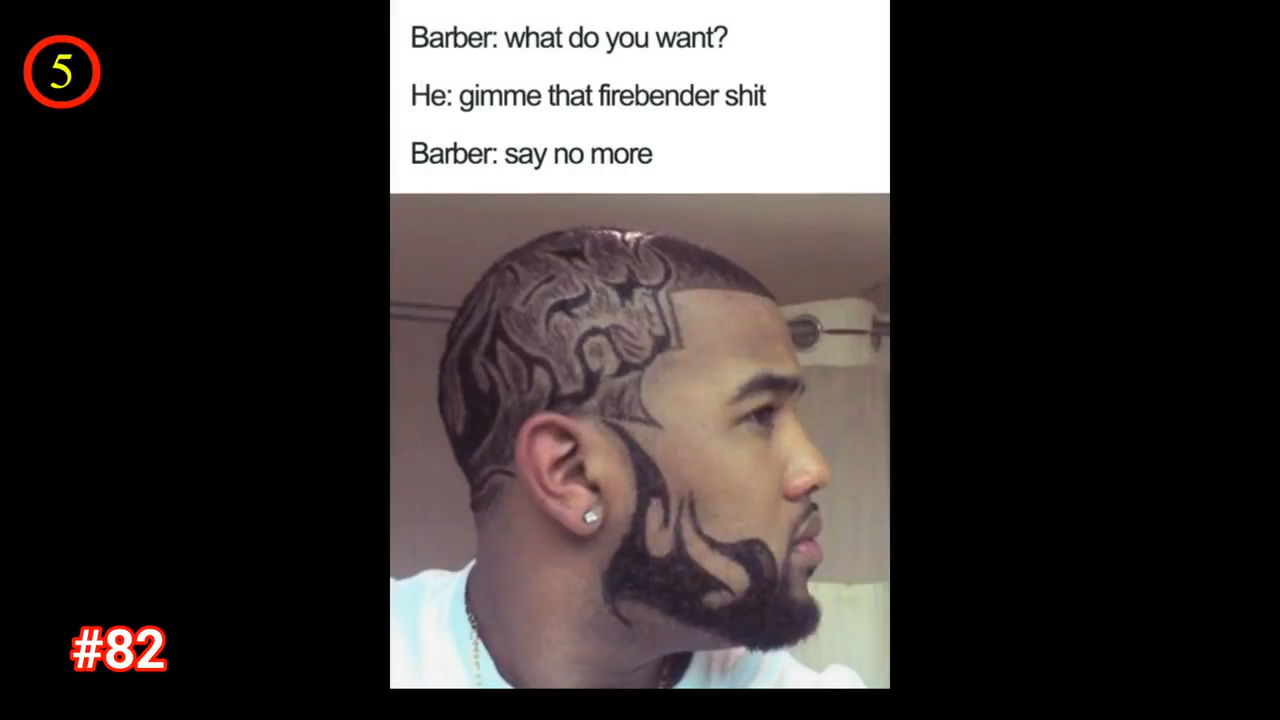 5
Barber: what do you want?
He: gimme that firebender shit
Barber: say no more
#82